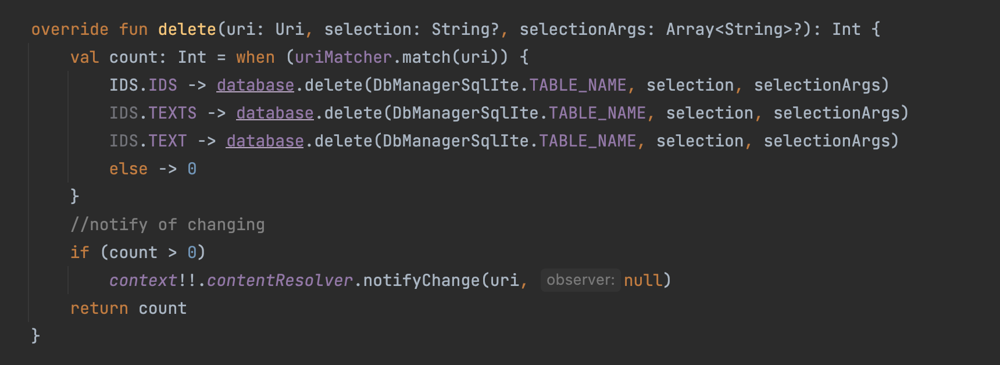 override fun delete(uri: Uri, selection: String?, selectionArgs: Array<String>?): Int {
    val count: Int = when (uriMatcher.match(uri)) {
        IDS.IDS -> database.delete(DbManagerSqlIte.TABLE_NAME, selection, selectionArgs)
        IDS.TEXTS -> database.delete(DbManagerSqlIte.TABLE_NAME, selection, selectionArgs)
        IDS.TEXT -> database.delete(DbManagerSqlIte.TABLE_NAME, selection, selectionArgs)
        else -> 0
    }
    //notify of changing
    if (count > 0)
        context!!.contentResolver.notifyChange(uri, observer: null)
    return count
}